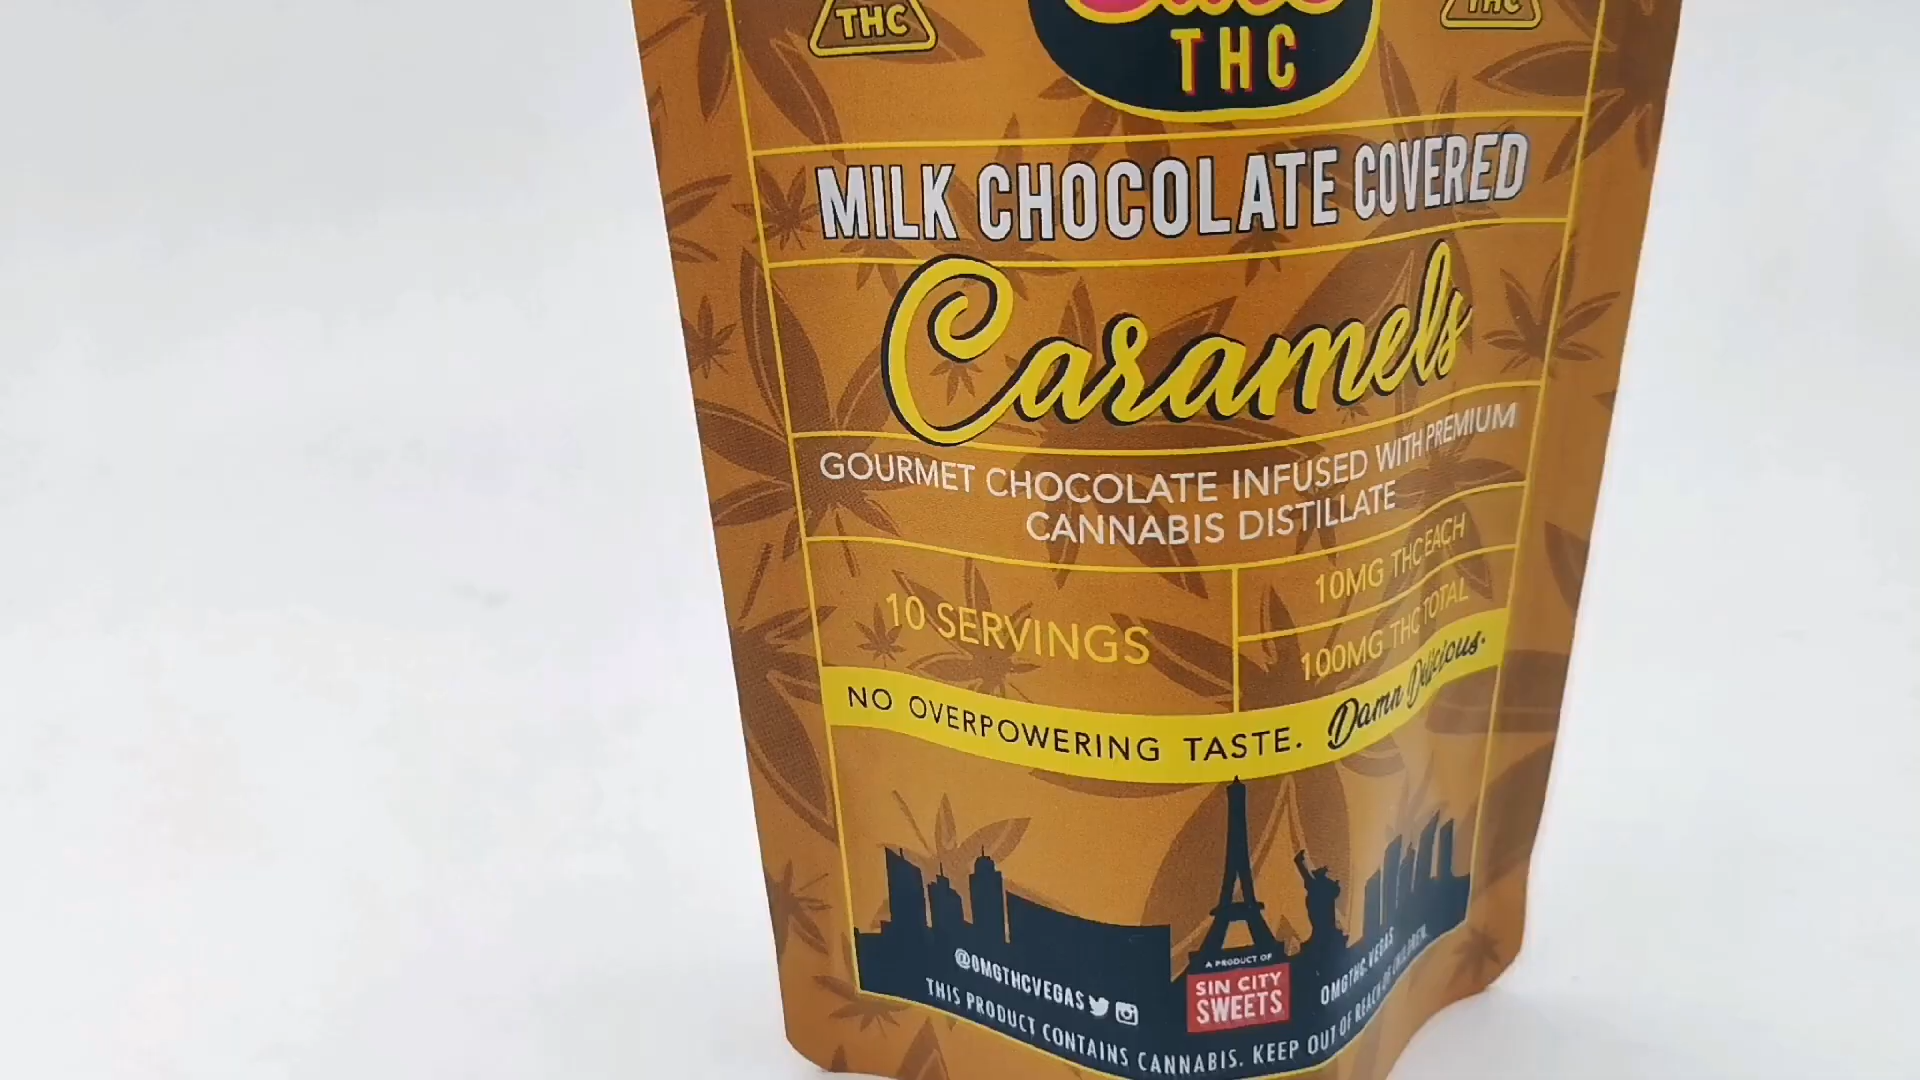 THC
THC
THC
MILK CHOCOLATE COVERED
Caramels
GOURMET CHOCOLATE INFUSED WITH PREMIUM
CANNABIS DISTILLATE
10 SERVINGS
10MG THC EACH
100MG THC TOTAL
NO OVERPOWERING TASTE. Damn Delicious.
@OMGTHCVEGAS
A PRODUCT OF
SIN CITY
SWEETS
OMGTHC.VEGAS
THIS PRODUCT CONTAINS CANNABIS. KEEP OUT OF REACH OF CHILDREN.